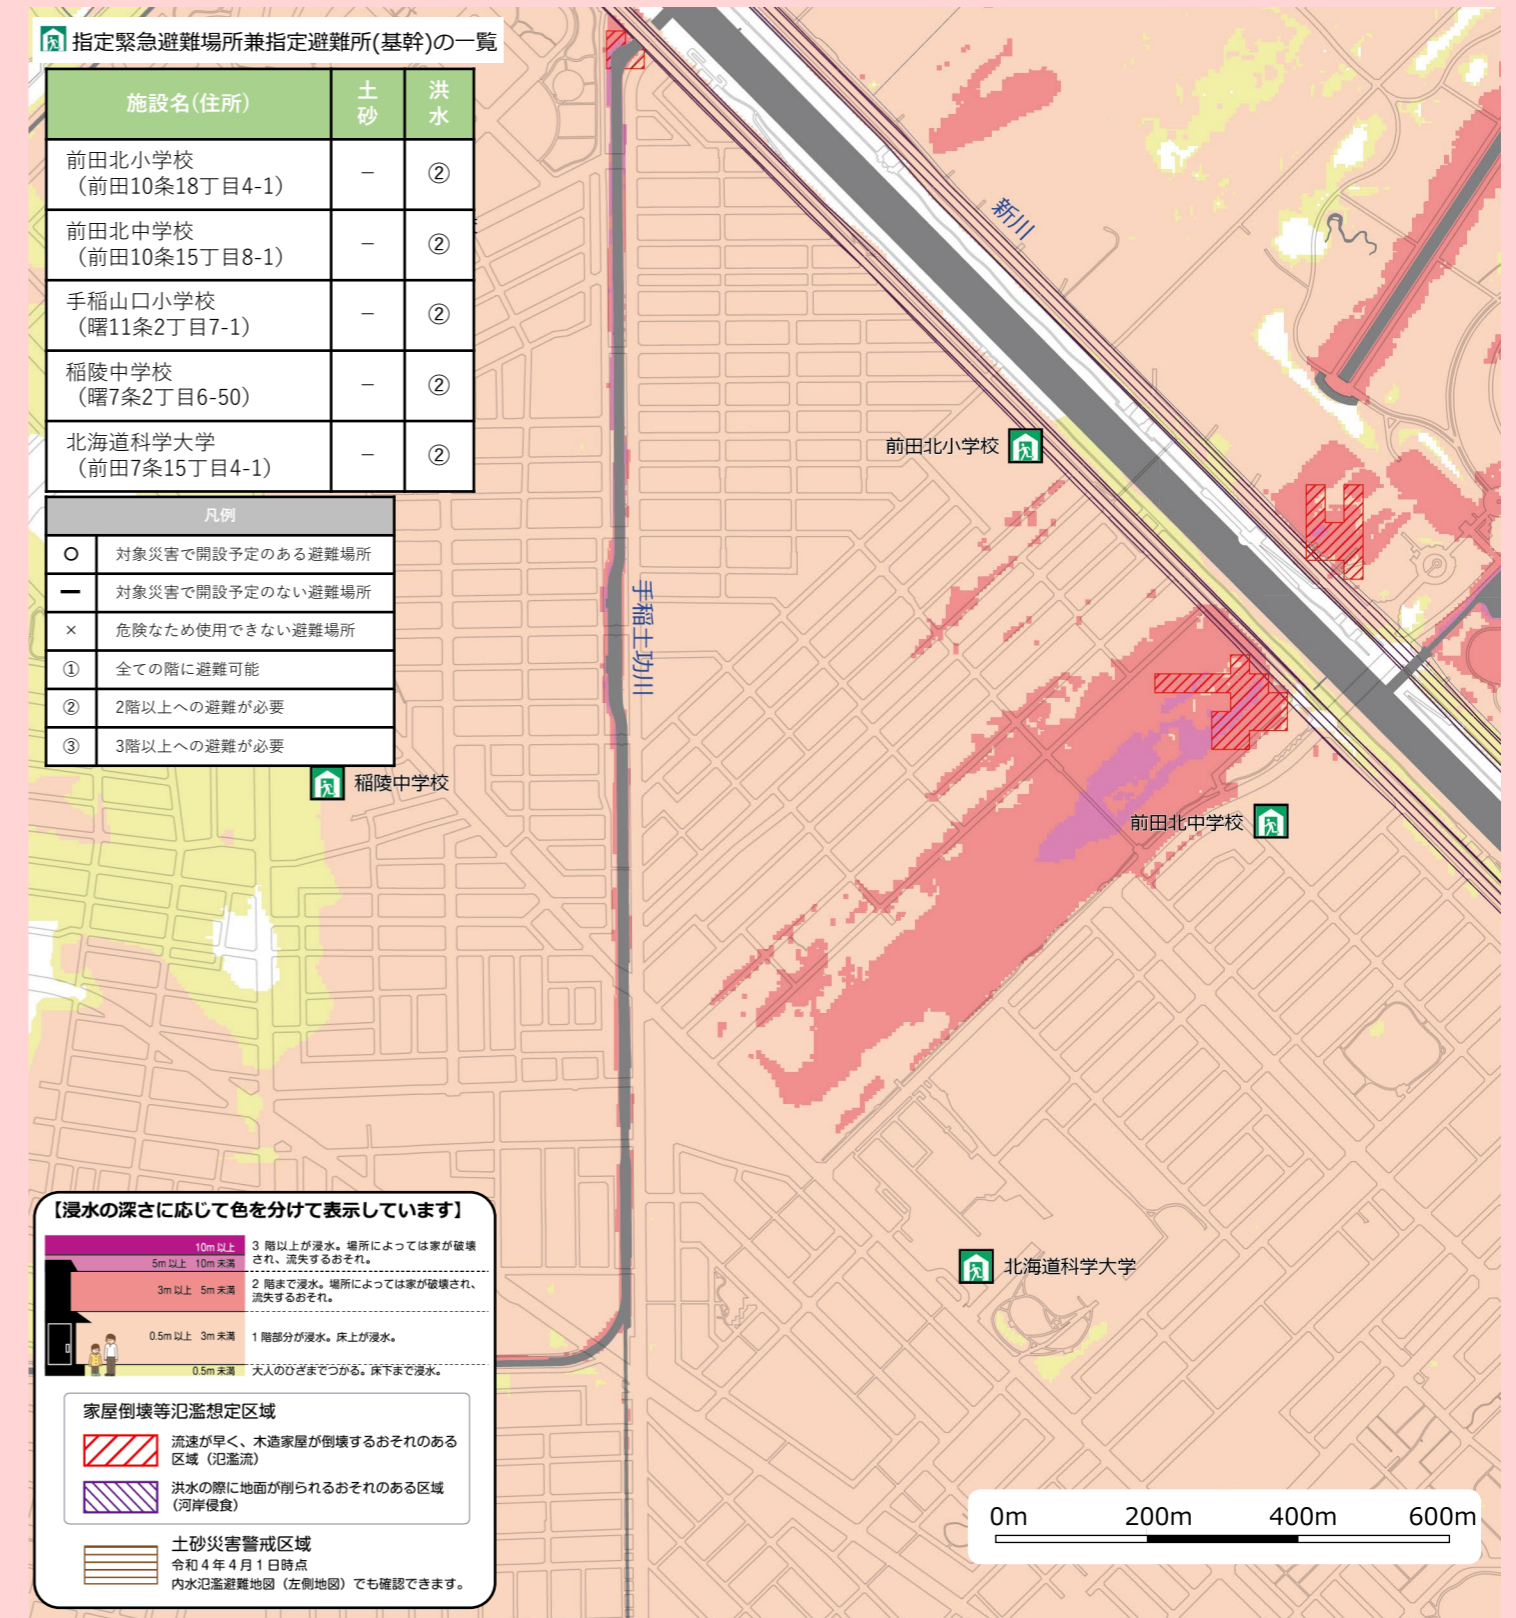 指定緊急避難場所兼指定避難所(基幹)の一覧
施設名(住所) 土砂 洪水
前田北小学校
（前田10条18丁目4-1） － ②
前田北中学校
（前田10条15丁目8-1） － ②
手稲山口小学校
（曙11条2丁目7-1） － ②
稲陵中学校
（曙7条2丁目6-50） － ②
北海道科学大学
（前田7条15丁目4-1） － ②
凡例
○ 対象災害で開設予定のある避難場所
ー 対象災害で開設予定のない避難場所
× 危険なため使用できない避難場所
① 全ての階に避難可能
② 2階以上への避難が必要
③ 3階以上への避難が必要
新川
前田北小学校
手稲土功川
稲陵中学校
前田北中学校
北海道科学大学
【浸水の深さに応じて色を分けて表示しています】
10m以上
5m以上 10m未満
3階以上が浸水。場所によっては家が破壊
され、流失するおそれ。
3m以上 5m未満
2階まで浸水。場所によっては家が破壊され、
流失するおそれ。
0.5m以上 3m未満
1階部分が浸水。床上が浸水。
0.5m未満
大人のひざまでつかる。床下まで浸水。
家屋倒壊等氾濫想定区域
流速が早く、木造家屋が倒壊するおそれのある
区域（氾濫流）
洪水の際に地面が削られるおそれのある区域
（河岸侵食）
土砂災害警戒区域
令和4年4月1日時点
内水氾濫避難地図（左側地図）でも確認できます。
0m 200m 400m 600m